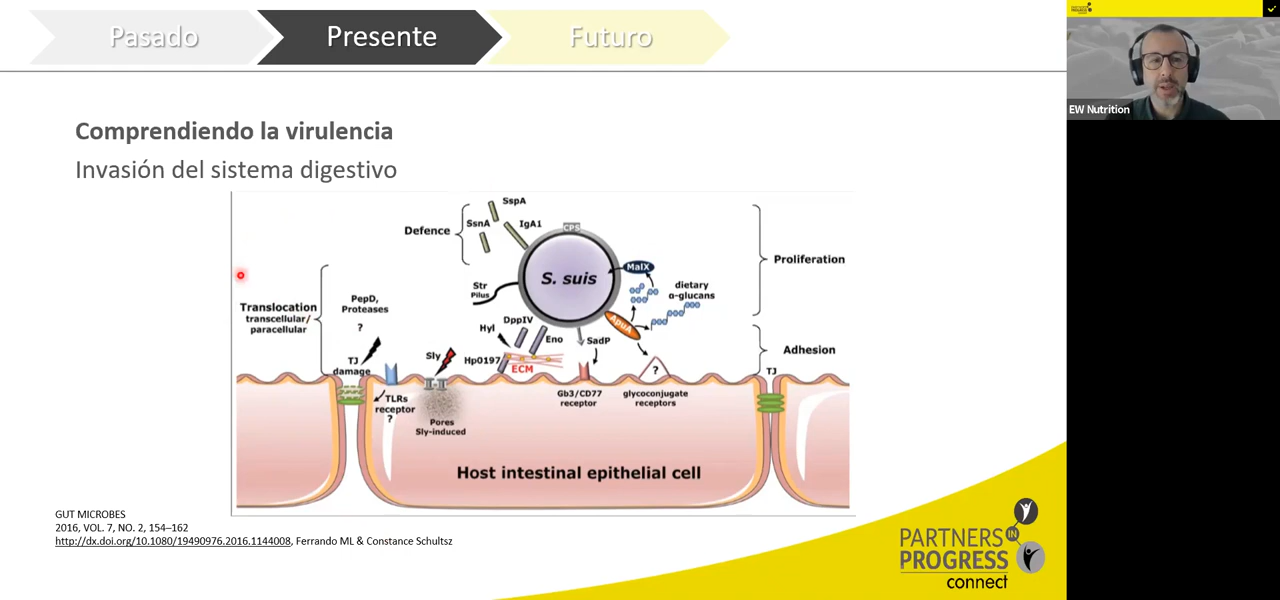 Pasado
Presente
Futuro
Comprendiendo la virulencia
Invasión del sistema digestivo
SspA
SsnA
IgA1
CPS
Defence
S. suis
MalX
Proliferation
Str
Pilus
dietary
α-glucans
Translocation
transcellular/
paracellular
PepD,
Proteases
?
DppIV
Hyl
Eno
ApuA
SadP
Adhesion
TJ
damage
Sly
Hp0197
ECM
?
TJ
TLRs
receptor
?
Pores
Sly-induced
Gb3/CD77
receptor
glycoconjugate
receptors
Host intestinal epithelial cell
GUT MICROBES
2016, VOL. 7, NO. 2, 154–162
http://dx.doi.org/10.1080/19490976.2016.1144008, Ferrando ML & Constance Schultsz
PARTNERS
IN
PROGRESS
connect
EW Nutrition